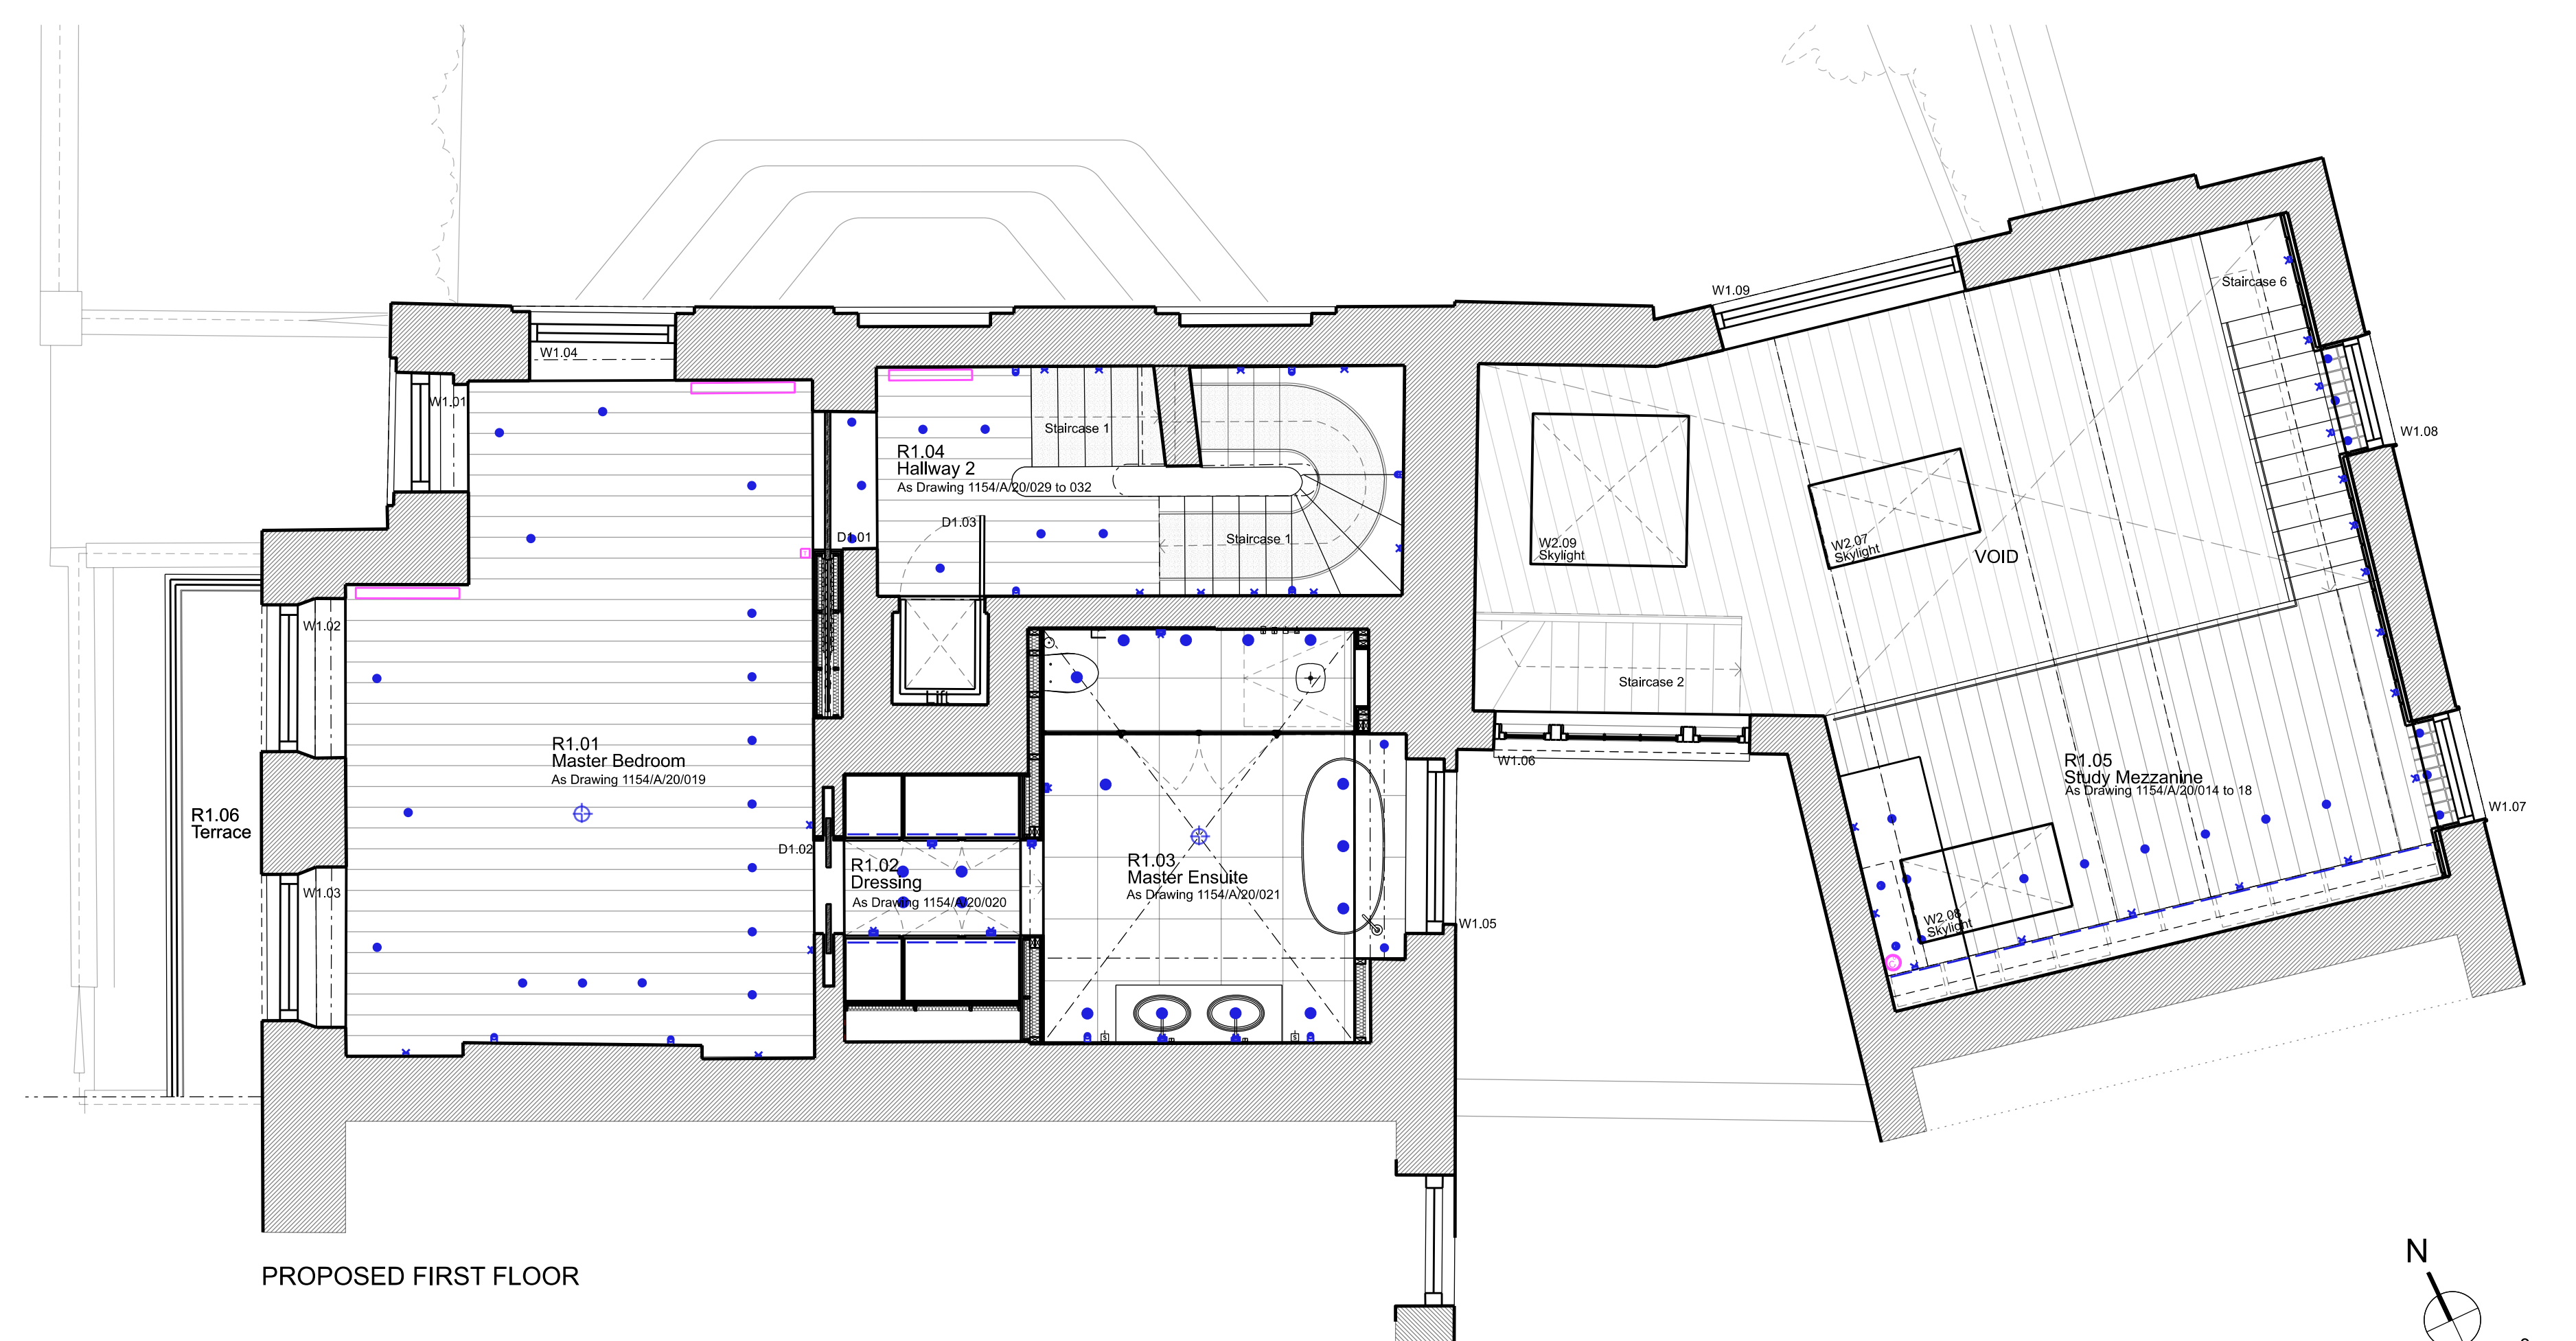 W1.09
Staircase 6
W1.04
W1.01
Staircase 1
W1.08
R1.04
Hallway 2
As Drawing 1154/A/20/029 to 032
D1.03
D1.01
Staircase 1
W2.09
Skylight
W2.07
Skylight
VOID
W1.02
Lift
Staircase 2
R1.01
Master Bedroom
As Drawing 1154/A/20/019
W1.06
R1.05
Study Mezzanine
As Drawing 1154/A/20/014 to 18
W1.07
R1.06
Terrace
D1.02
R1.02
Dressing
As Drawing 1154/A/20/020
R1.03
Master Ensuite
As Drawing 1154/A/20/021
W1.03
W2.08
Skylight
W1.05
PROPOSED FIRST FLOOR
N